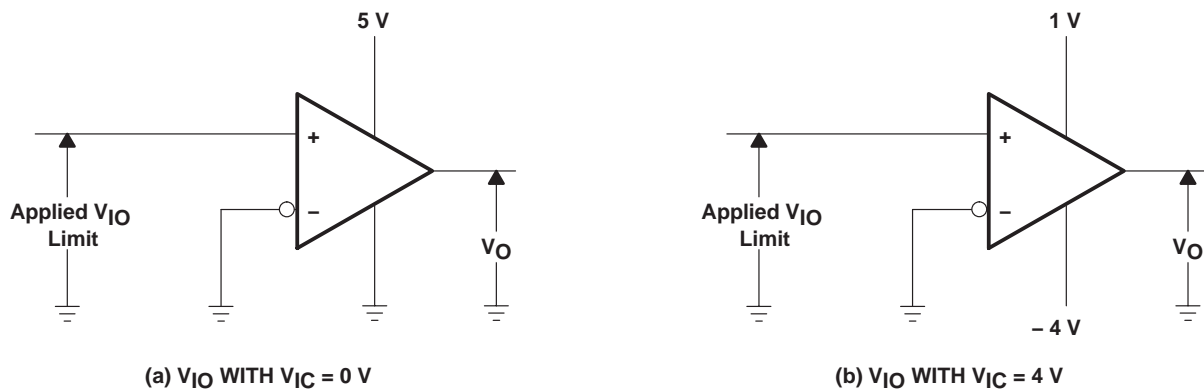 5 V
+
−
Applied VIO
Limit
VO
(a) VIO WITH VIC = 0 V
1 V
+
−
Applied VIO
Limit
VO
– 4 V
(b) VIO WITH VIC = 4 V